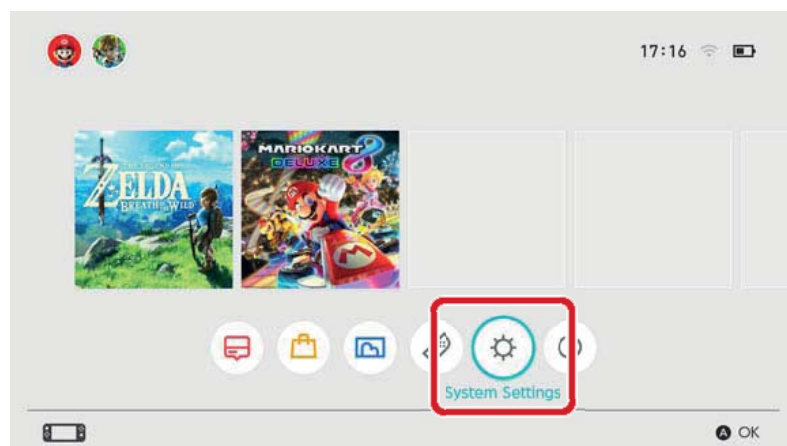 17:16
THE LEGEND OF
ZELDA
BREATH OF THE WILD
MARIOKART 8
DELUXE
System Settings
A OK